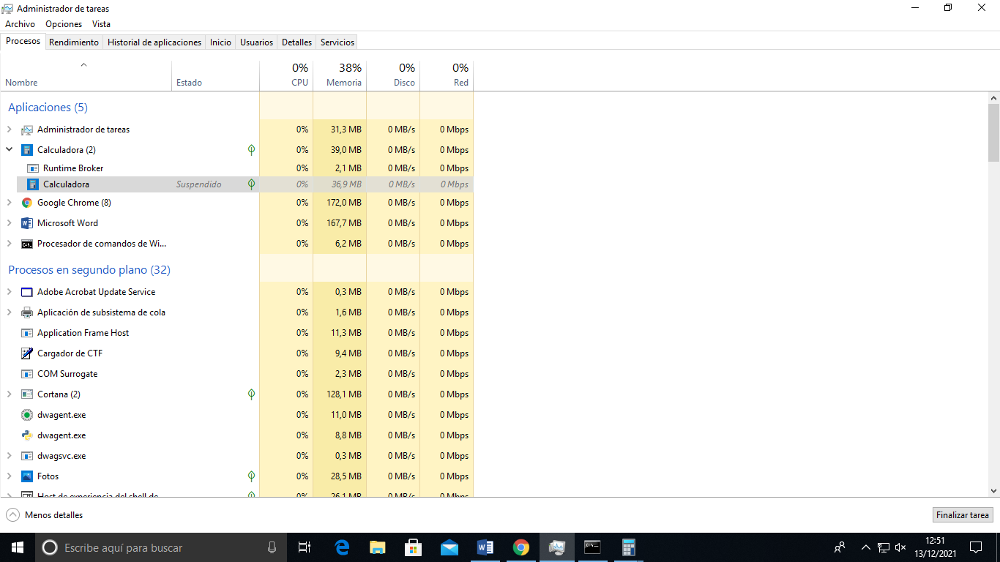 Administrador de tareas
Archivo Opciones Vista
Procesos Rendimiento Historial de aplicaciones Inicio Usuarios Detalles Servicios
0% 38% 0% 0%
Nombre Estado CPU Memoria Disco Red
Aplicaciones (5)
Administrador de tareas 0% 31,3 MB 0 MB/s 0 Mbps
Calculadora (2) 0% 39,0 MB 0 MB/s 0 Mbps
Runtime Broker 0% 2,1 MB 0 MB/s 0 Mbps
Calculadora Suspendido 0% 36,9 MB 0 MB/s 0 Mbps
Google Chrome (8) 0% 172,0 MB 0 MB/s 0 Mbps
Microsoft Word 0% 167,7 MB 0 MB/s 0 Mbps
Procesador de comandos de Wi... 0% 6,2 MB 0 MB/s 0 Mbps
Procesos en segundo plano (32)
Adobe Acrobat Update Service 0% 0,3 MB 0 MB/s 0 Mbps
Aplicación de subsistema de cola 0% 1,6 MB 0 MB/s 0 Mbps
Application Frame Host 0% 11,3 MB 0 MB/s 0 Mbps
Cargador de CTF 0% 9,4 MB 0 MB/s 0 Mbps
COM Surrogate 0% 2,3 MB 0 MB/s 0 Mbps
Cortana (2) 0% 128,1 MB 0 MB/s 0 Mbps
dwagent.exe 0% 11,0 MB 0 MB/s 0 Mbps
dwagent.exe 0% 8,8 MB 0 MB/s 0 Mbps
dwagsvc.exe 0% 0,3 MB 0 MB/s 0 Mbps
Fotos 0% 28,5 MB 0 MB/s 0 Mbps
Host de experiencia del shell de 0% 26,1 MB 0 MB/s 0 Mbps
Menos detalles Finalizar tarea
Escribe aquí para buscar
12:51
13/12/2021